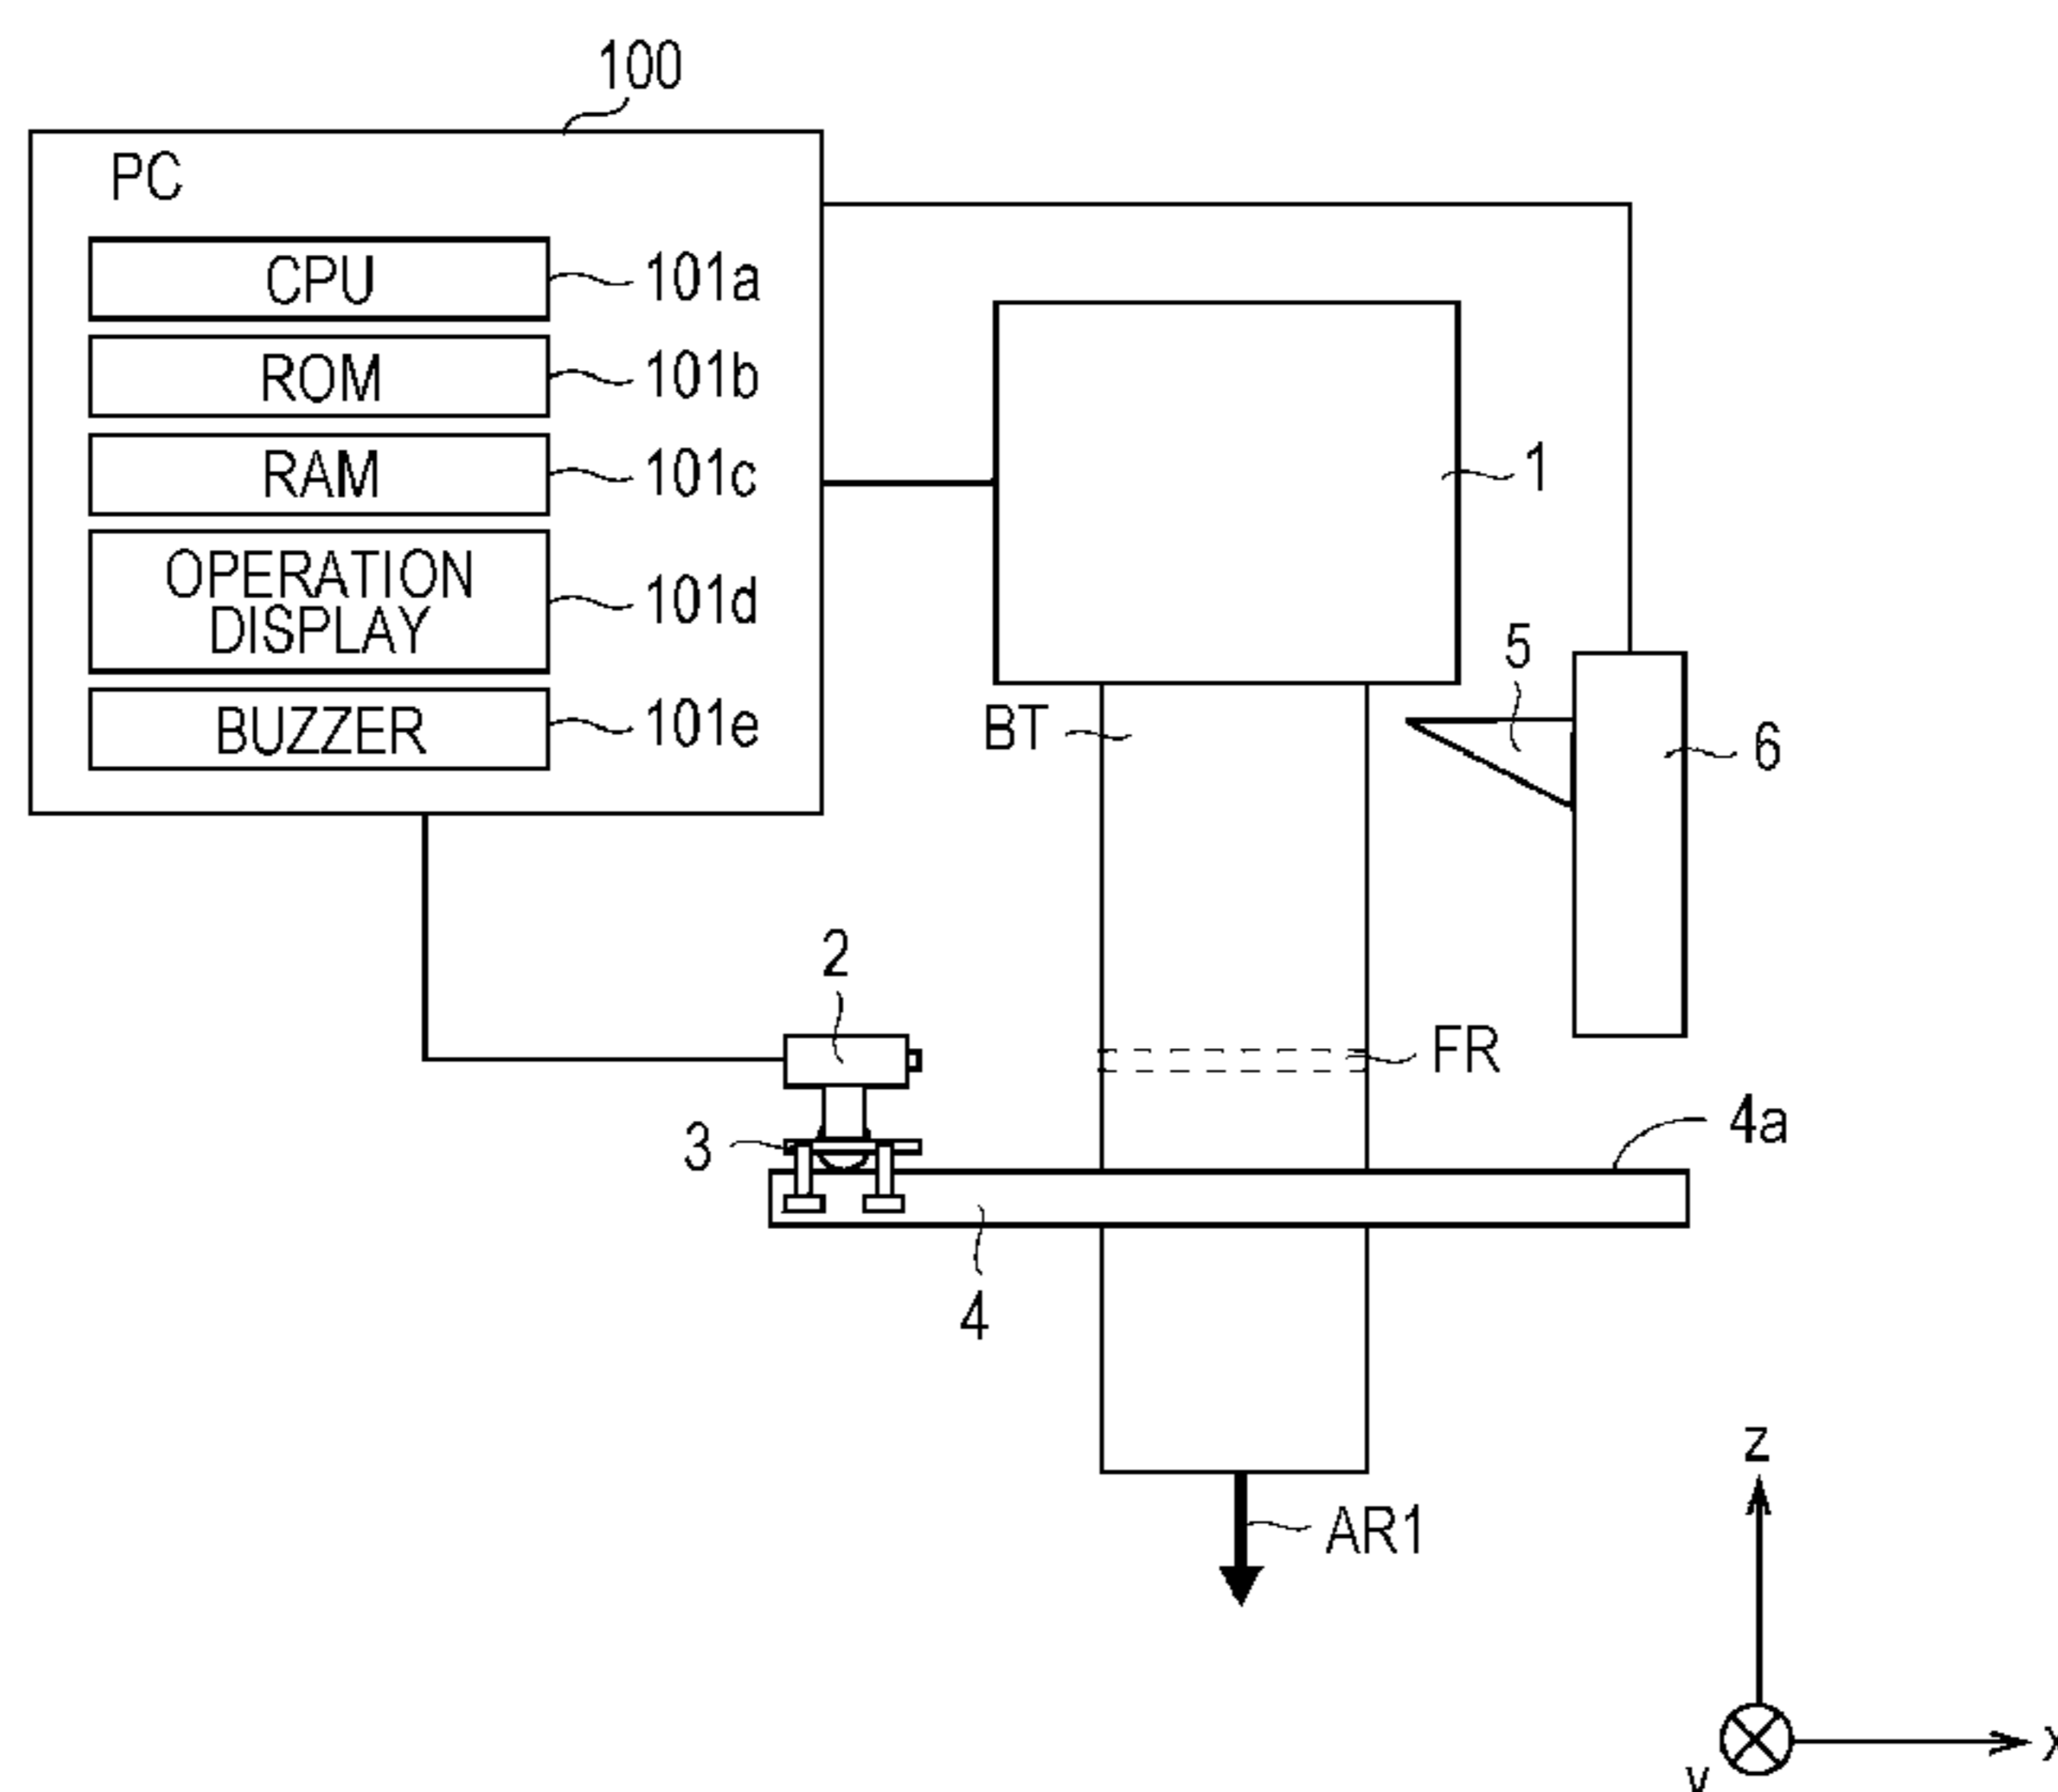 100
PC
CPU
101a
ROM
101b
RAM
101c
OPERATION
DISPLAY
101d
BUZZER
101e
1
5
6
BT
2
FR
3
4a
4
AR1
z
x
y